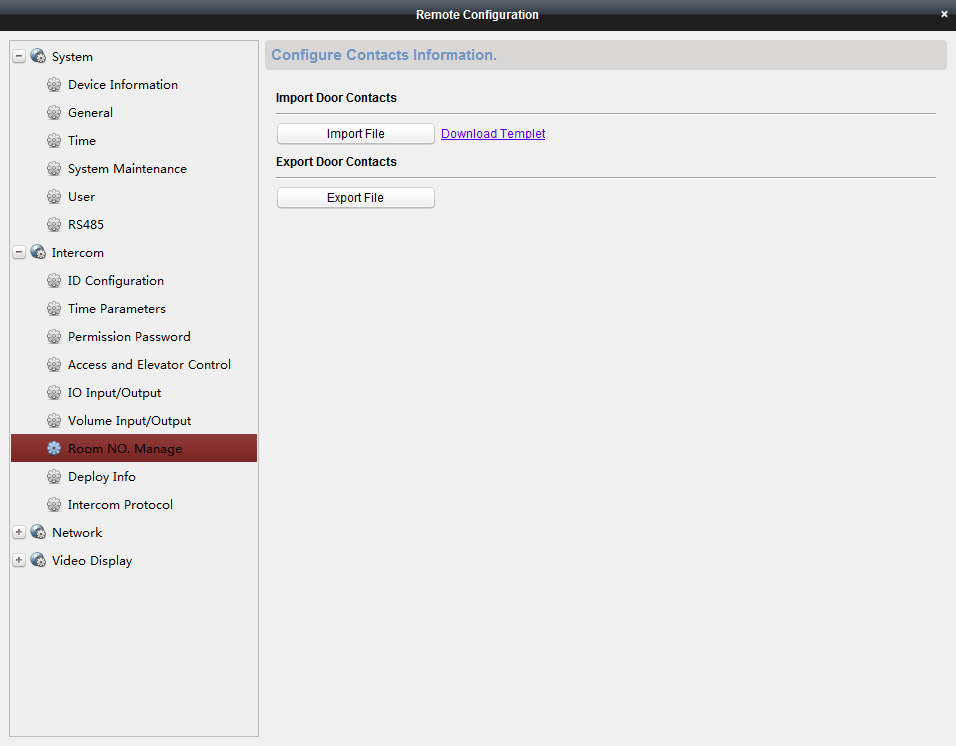 Remote Configuration
System
Device Information
General
Time
System Maintenance
User
RS485
Intercom
ID Configuration
Time Parameters
Permission Password
Access and Elevator Control
IO Input/Output
Volume Input/Output
Room NO. Manage
Deploy Info
Intercom Protocol
Network
Video Display
Configure Contacts Information.
Import Door Contacts
Import File Download Templet
Export Door Contacts
Export File